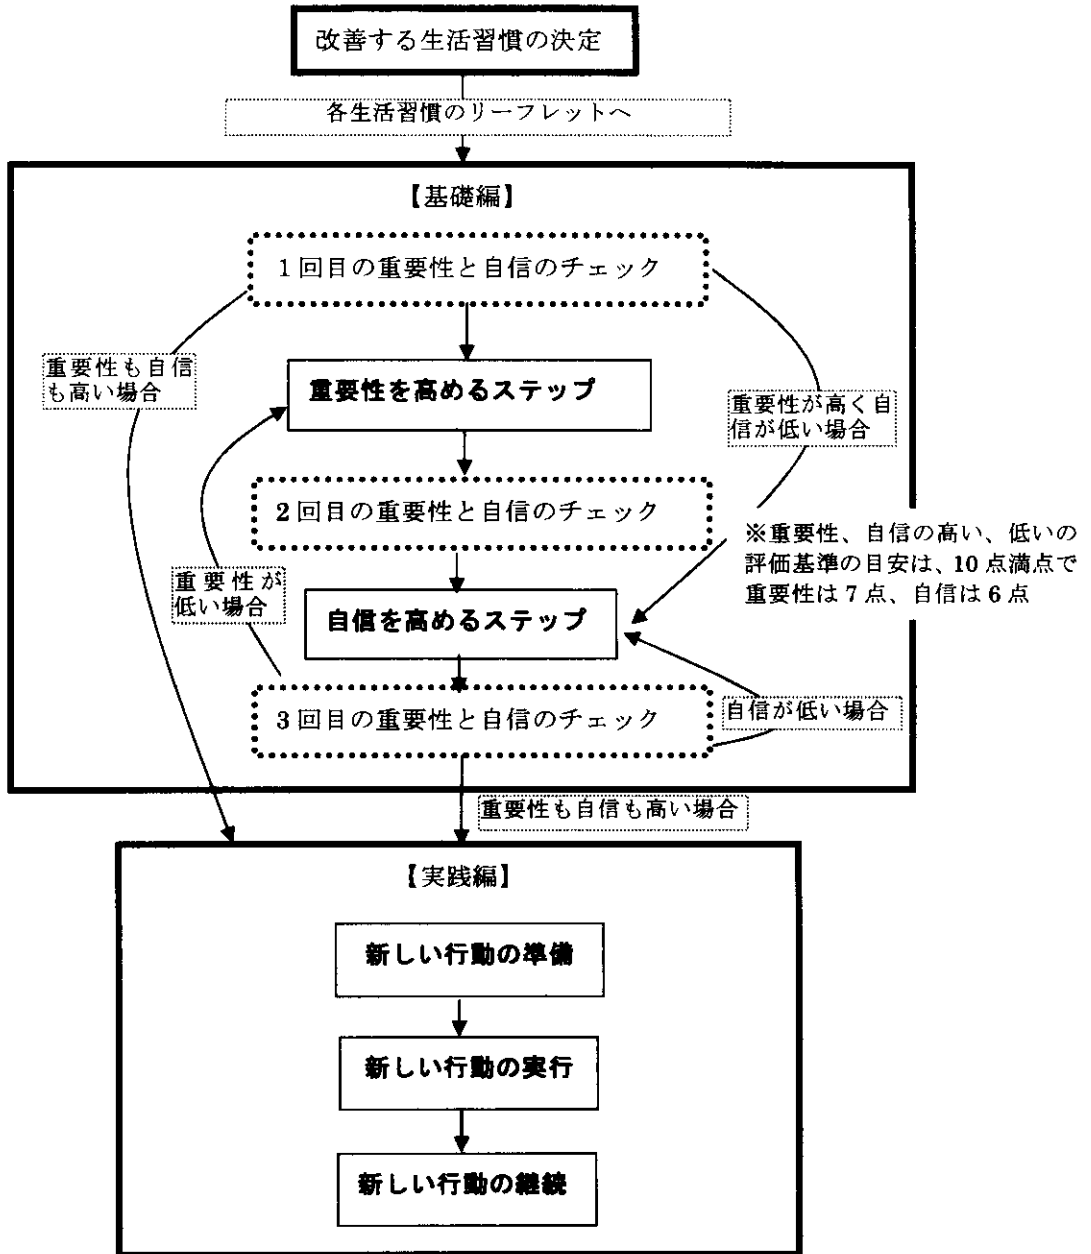 改善する生活習慣の決定
各生活習慣のリーフレットへ
【基礎編】
1回目の重要性と自信のチェック
重要性も自信
も高い場合
重要性を高めるステップ
重要性が高く自
信が低い場合
2回目の重要性と自信のチェック
※重要性、自信の高い、低いの
評価基準の目安は、10点満点で
重要性は7点、自信は6点
重要性が
低い場合
自信を高めるステップ
自信が低い場合
3回目の重要性と自信のチェック
重要性も自信も高い場合
【実践編】
新しい行動の準備
新しい行動の実行
新しい行動の継続